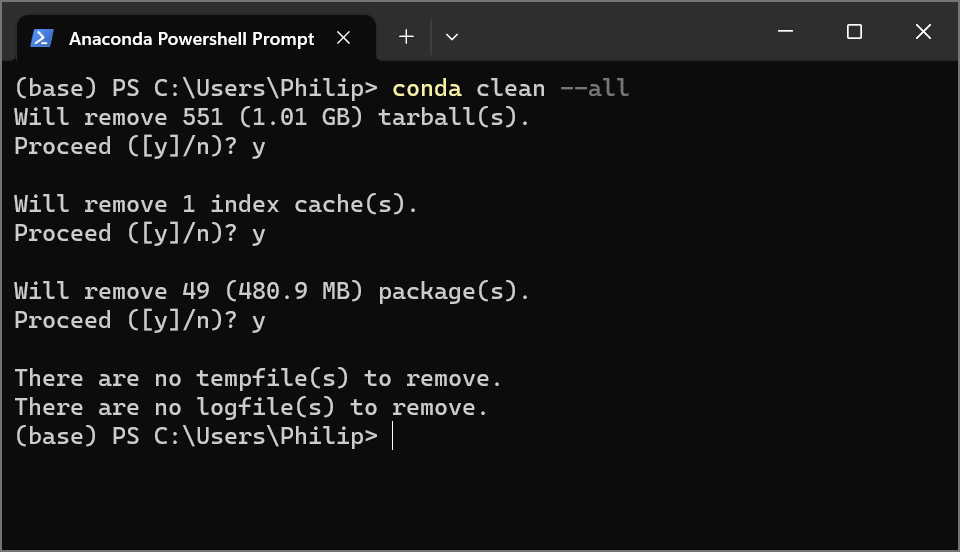 Anaconda Powershell Prompt
(base) PS C:\Users\Philip> conda clean --all
Will remove 551 (1.01 GB) tarball(s).
Proceed ([y]/n)? y
Will remove 1 index cache(s).
Proceed ([y]/n)? y
Will remove 49 (480.9 MB) package(s).
Proceed ([y]/n)? y
There are no tempfile(s) to remove.
There are no logfile(s) to remove.
(base) PS C:\Users\Philip>